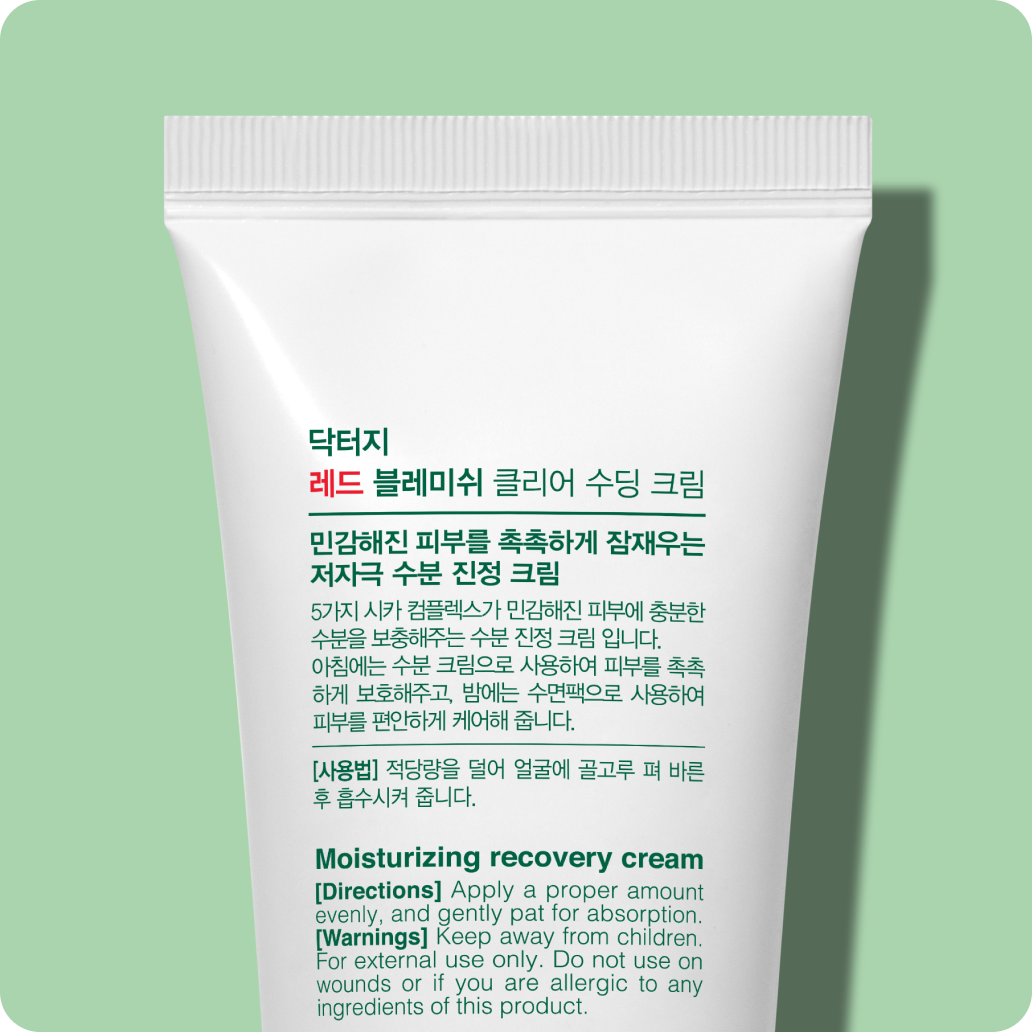 닥터지
레드 블레미쉬 클리어 수딩 크림
민감해진 피부를 촉촉하게 잠재우는
저자극 수분 진정 크림
5가지 시카 컴플렉스가 민감해진 피부에 충분한
수분을 보충해주는 수분 진정 크림 입니다.
아침에는 수분 크림으로 사용하여 피부를 촉촉
하게 보호해주고, 밤에는 수면팩으로 사용하여
피부를 편안하게 케어해 줍니다.
[사용법] 적당량을 덜어 얼굴에 골고루 펴 바른
후 흡수시켜 줍니다.
Moisturizing recovery cream
[Directions] Apply a proper amount
evenly, and gently pat for absorption.
[Warnings] Keep away from children.
For external use only. Do not use on
wounds or if you are allergic to any
ingredients of this product.